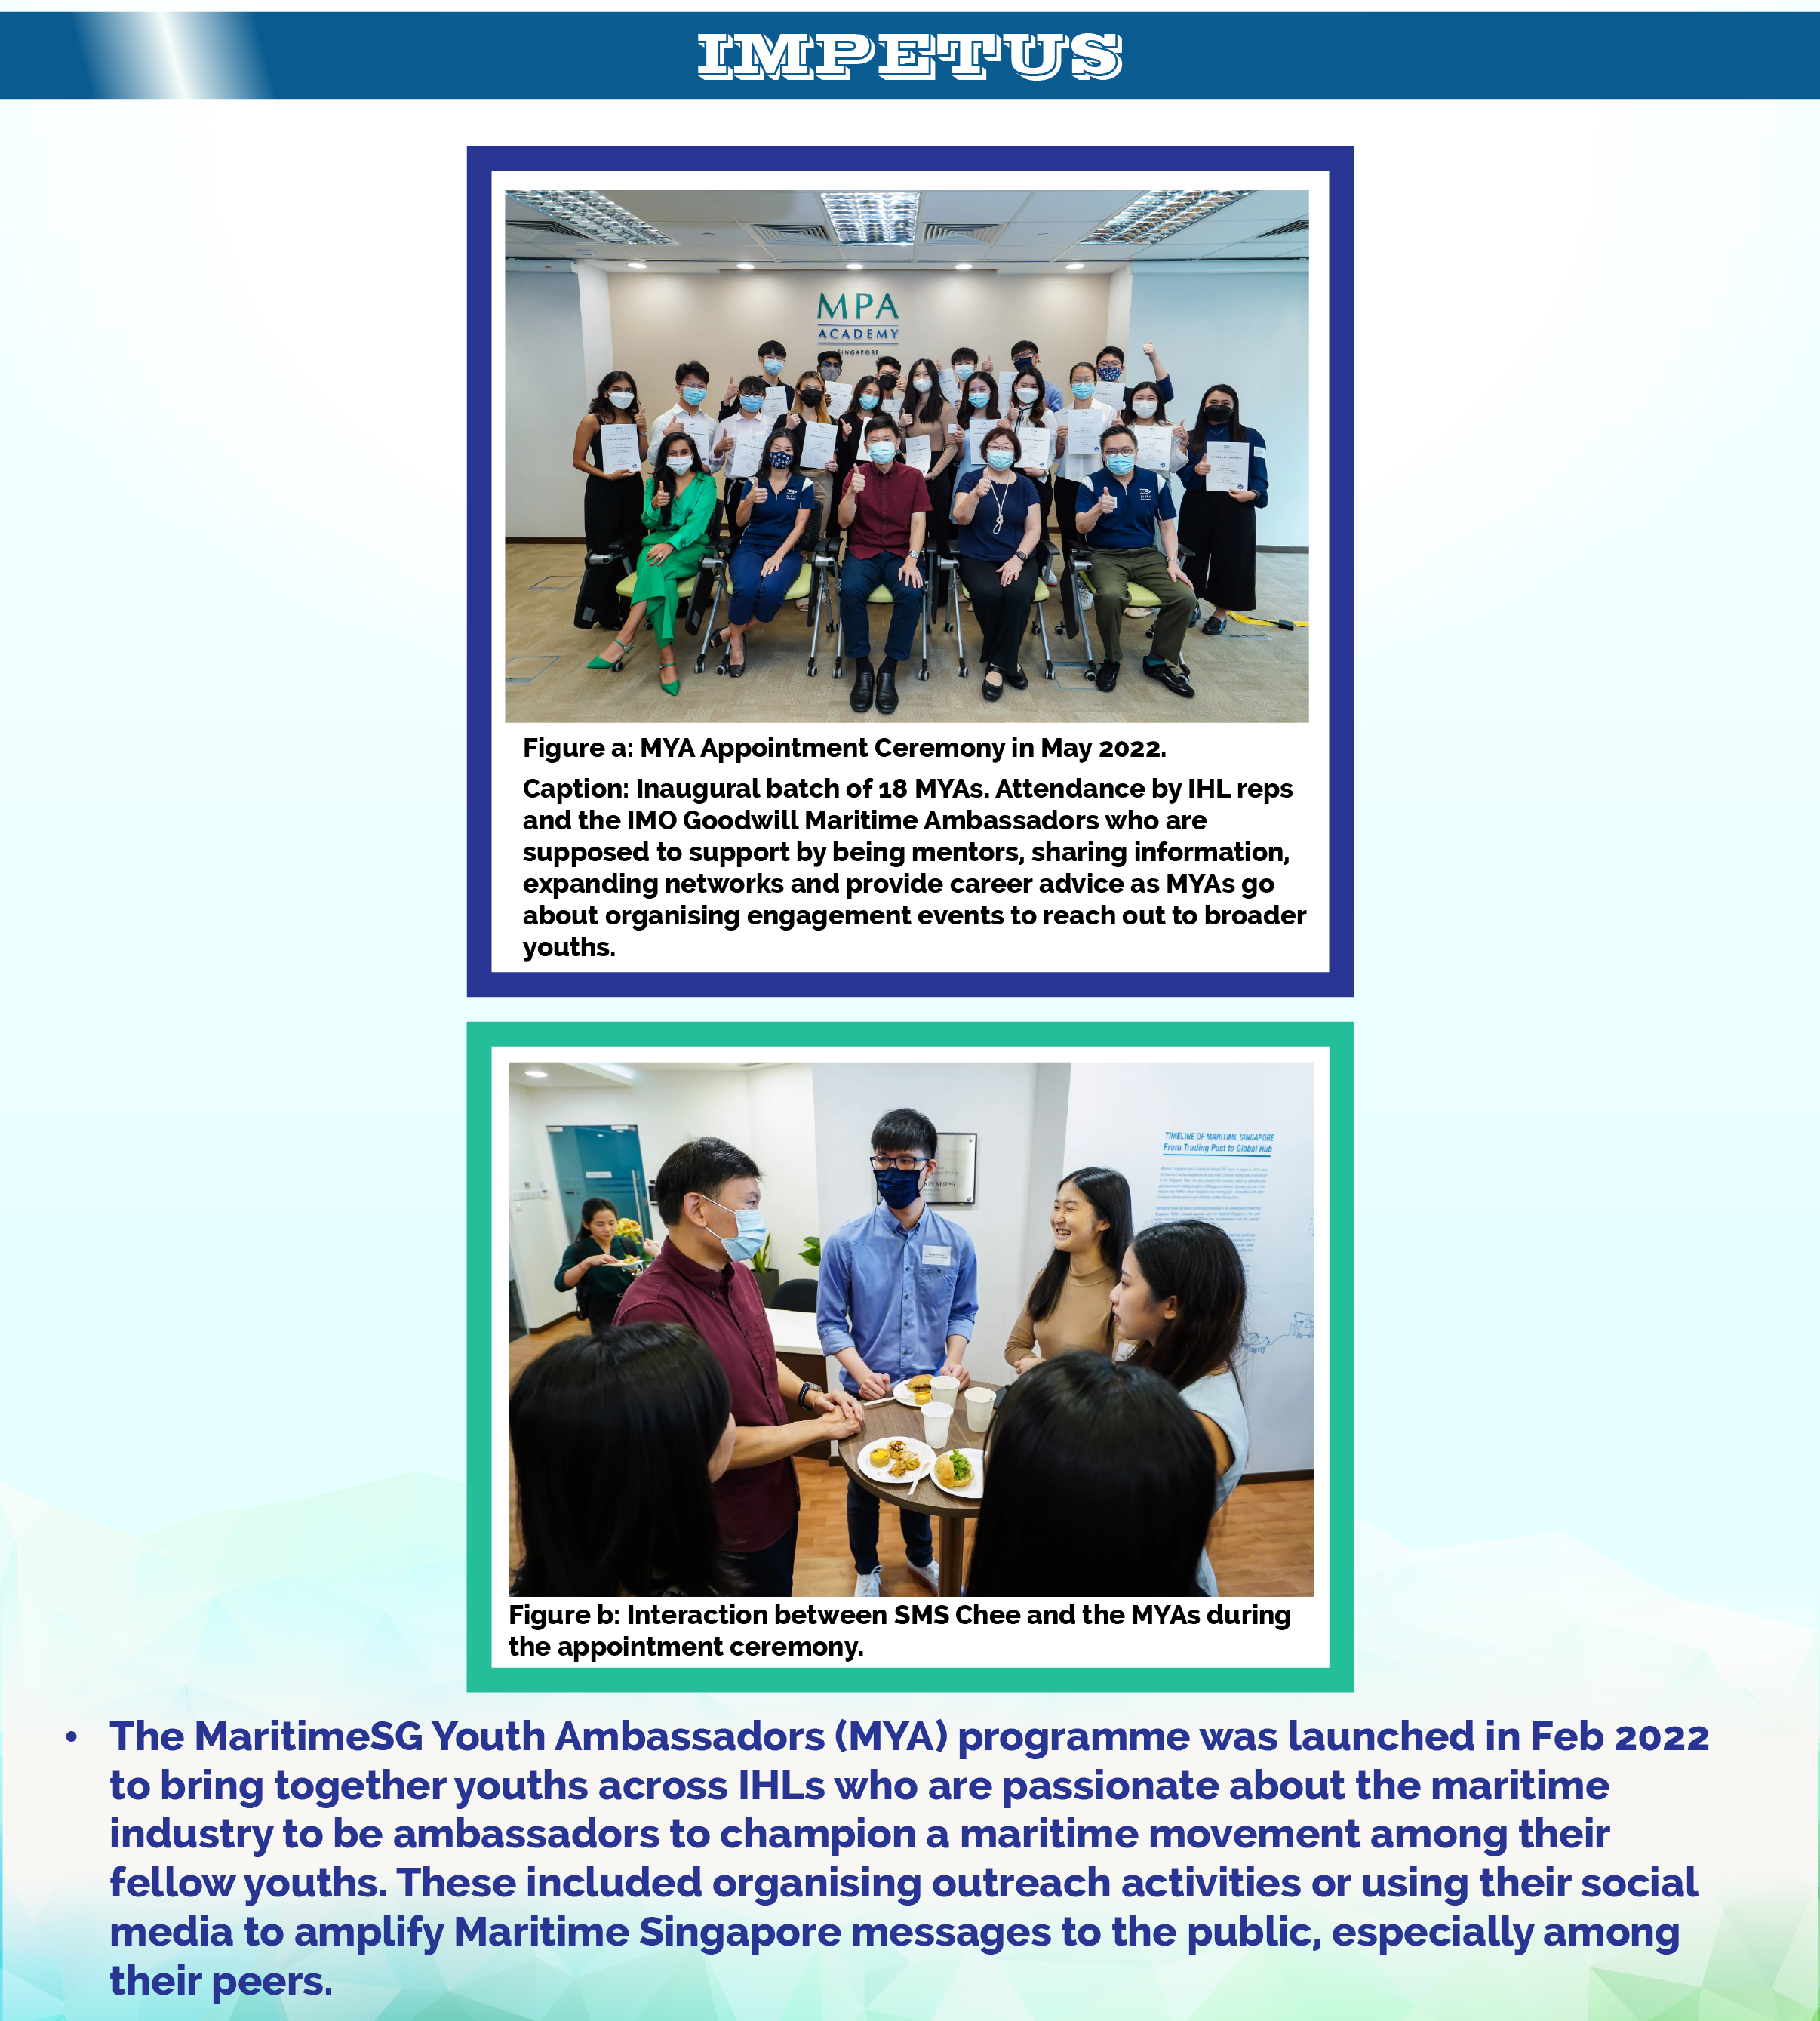 IMPETUS
MPA
ACADEMY
SINGAPORE
Figure a: MYA Appointment Ceremony in May 2022.
Caption: Inaugural batch of 18 MYAs. Attendance by IHL reps
and the IMO Goodwill Maritime Ambassadors who are
supposed to support by being mentors, sharing information,
expanding networks and provide career advice as MYAs go
about organising engagement events to reach out to broader
youths.
TIMELINE OF MARITIME SINGAPORE
From Trading Post to Global Hub
Figure b: Interaction between SMS Chee and the MYAs during
the appointment ceremony.
• The MaritimeSG Youth Ambassadors (MYA) programme was launched in Feb 2022
to bring together youths across IHLs who are passionate about the maritime
industry to be ambassadors to champion a maritime movement among their
fellow youths. These included organising outreach activities or using their social
media to amplify Maritime Singapore messages to the public, especially among
their peers.